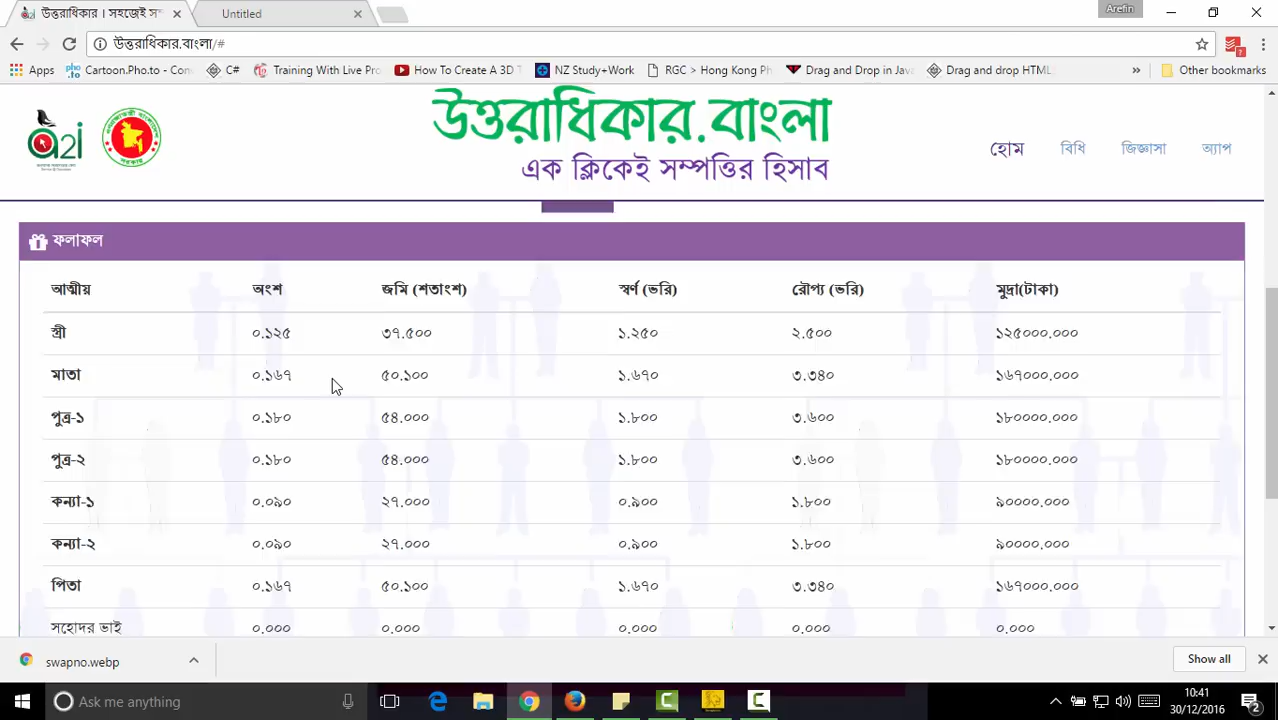 উত্তরাধিকার । সহজেই সম্
Untitled
Arefin
উত্তরাধিকার.বাংলা/#
Apps
Cartoon.Pho.to - Con
C#
Training With Live Pro
How To Create A 3D T
NZ Study+Work
RGC > Hong Kong Ph
Drag and Drop in Java
Drag and drop HTML
»
Other bookmarks
a2i
উত্তরাধিকার.বাংলা
এক ক্লিকেই সম্পত্তির হিসাব
হোম বিধি জিজ্ঞাসা অ্যাপ
ফলাফল
আত্মীয় অংশ জমি (শতাংশ) স্বর্ণ (ভরি) রৌপ্য (ভরি) মুদ্রা(টাকা)
স্ত্রী ০.১২৫ ৩৭.৫০০ ১.২৫০ ২.৫০০ ১২৫০০০.০০০
মাতা ০.১৬৭ ৫০.১০০ ১.৬৭০ ৩.৩৪০ ১৬৭০০০.০০০
পুত্র-১ ০.১৮০ ৫৪.০০০ ১.৮০০ ৩.৬০০ ১৮০০০০.০০০
পুত্র-২ ০.১৮০ ৫৪.০০০ ১.৮০০ ৩.৬০০ ১৮০০০০.০০০
কন্যা-১ ০.০৯০ ২৭.০০০ ০.৯০০ ১.৮০০ ৯০০০০.০০০
কন্যা-২ ০.০৯০ ২৭.০০০ ০.৯০০ ১.৮০০ ৯০০০০.০০০
পিতা ০.১৬৭ ৫০.১০০ ১.৬৭০ ৩.৩৪০ ১৬৭০০০.০০০
সহোদর ভাই ০.০০০ ০.০০০ ০.০০০ ০.০০০ ০.০০০
swapno.webp
Show all
Ask me anything
10:41
30/12/2016
2